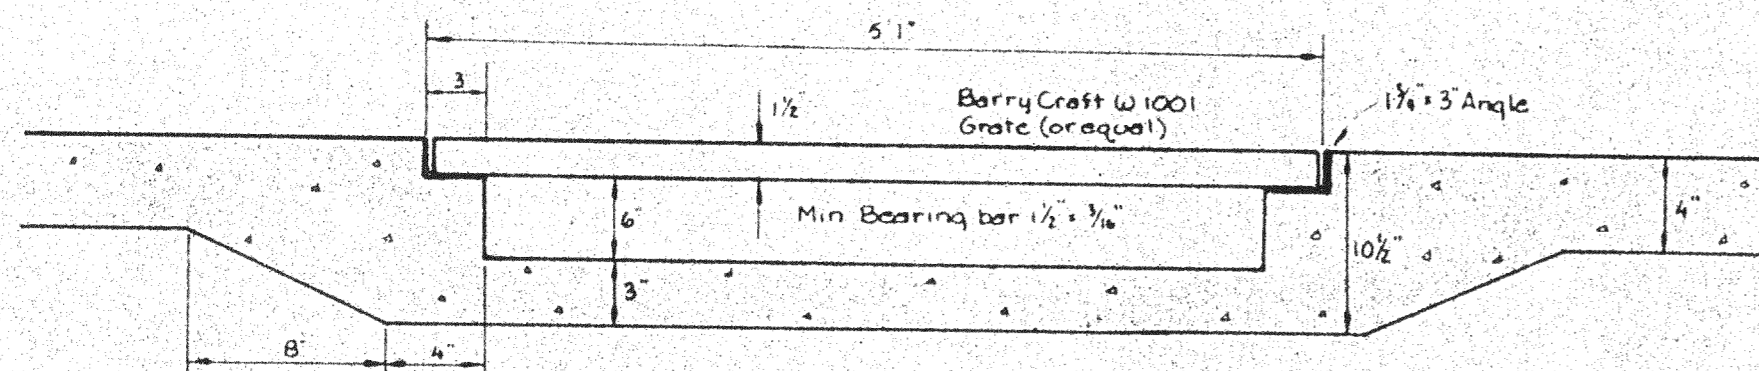 5'1"
3
1½"
Barry Craft W 1001
Grate (or equal)
1¾" x 3" Angle
6"
Min Bearing bar 1½" x 3/16"
4"
10½"
3"
8"
4"